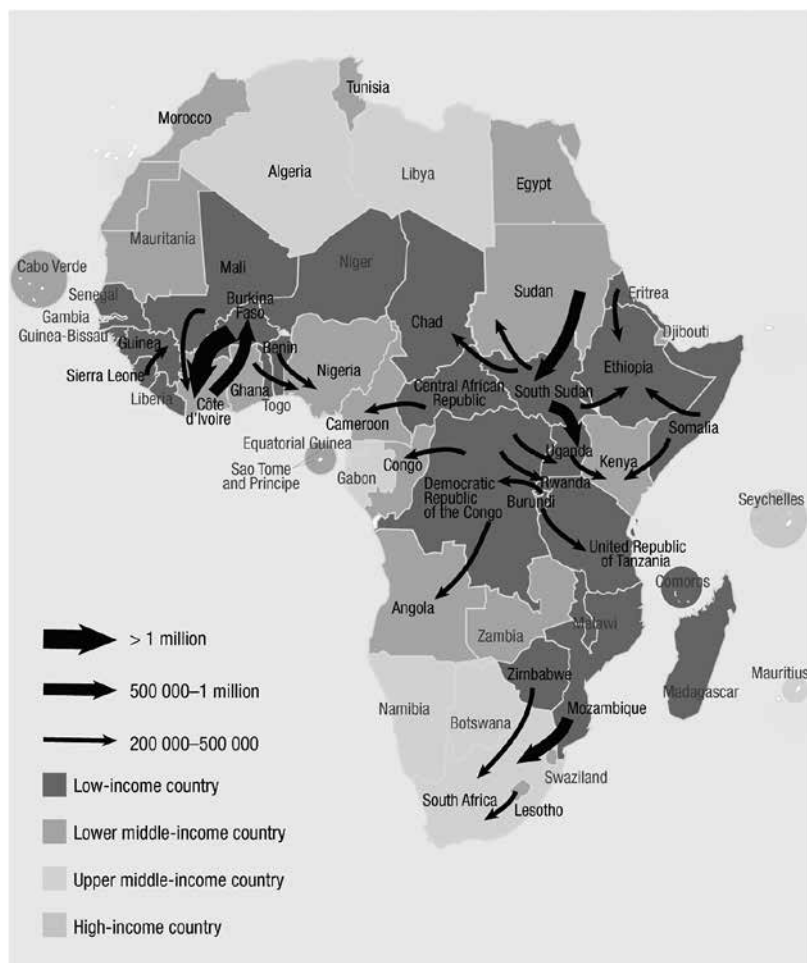 Tunisia
Morocco
Algeria
Libya
Egypt
Mauritania
Cabo Verde
Mali
Niger
Senegal
Gambia
Guinea-Bissau
Guinea
Sierra Leone
Liberia
Burkina
Faso
Côte
d'Ivoire
Ghana
Togo
Benin
Nigeria
Chad
Sudan
Eritrea
Djibouti
Ethiopia
South Sudan
Central African
Republic
Cameroon
Somalia
Equatorial Guinea
Sao Tome
and Principe
Gabon
Congo
Democratic
Republic
of the Congo
Uganda
Kenya
Rwanda
Burundi
United Republic
of Tanzania
Seychelles
Comoros
Angola
Zambia
Malawi
Zimbabwe
Mozambique
Madagascar
Mauritius
Namibia
Botswana
Swaziland
South Africa
Lesotho
> 1 million
500 000–1 million
200 000–500 000
Low-income country
Lower middle-income country
Upper middle-income country
High-income country